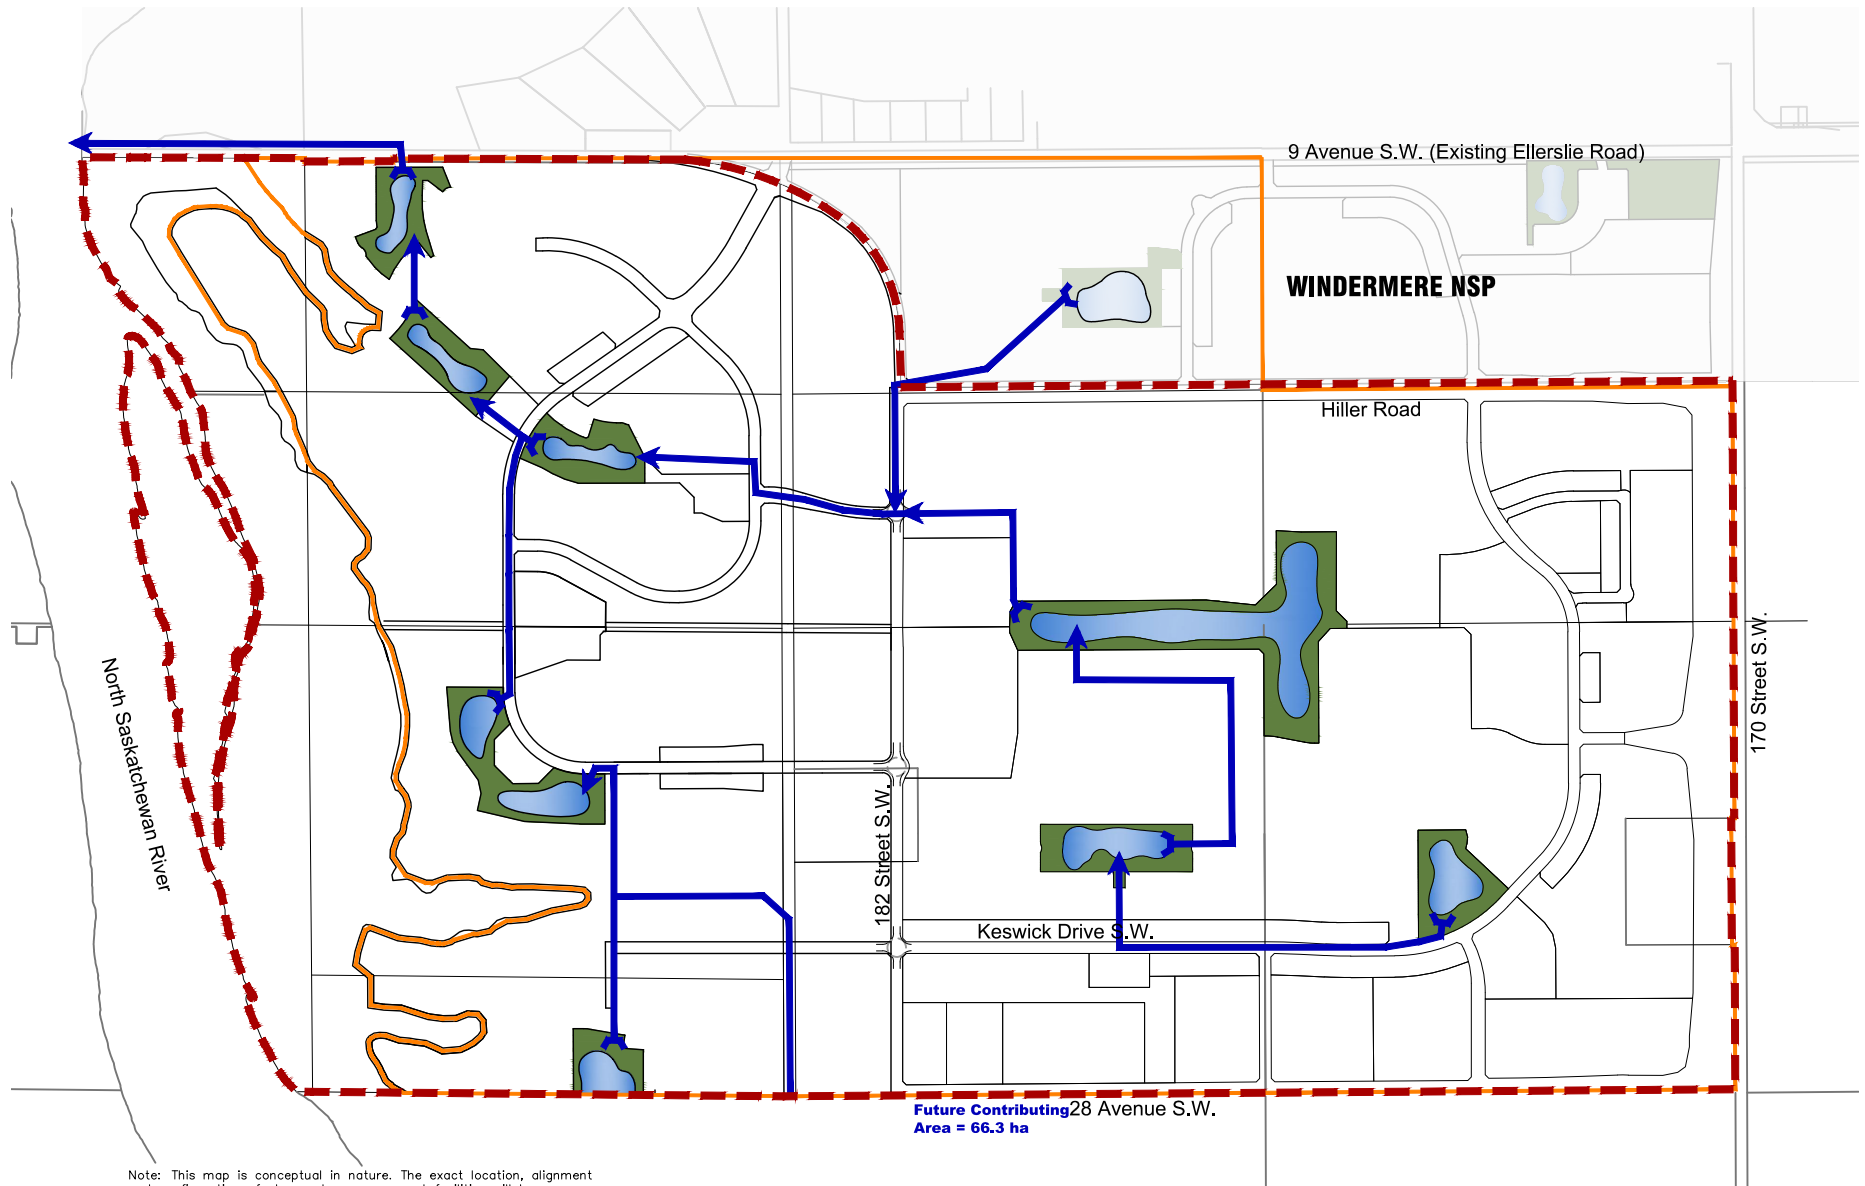 9 Avenue S.W. (Existing Ellerslie Road)
WINDERMERE NSP
Hiller Road
170 Street S.W.
North Saskatchewan River
182 Street S.W.
Keswick Drive S.W.
28 Avenue S.W.
Future Contributing
Area = 66.3 ha
Note: This map is conceptual in nature. The exact location, alignment